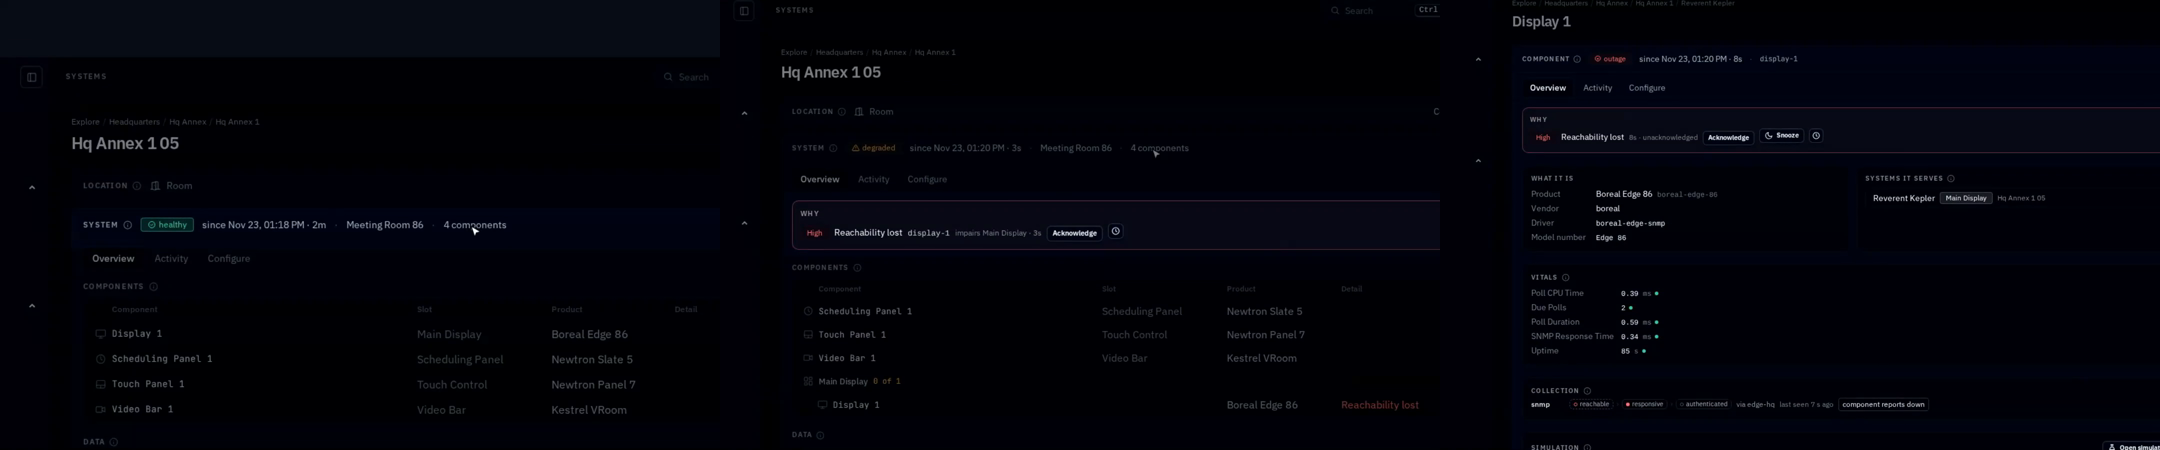 SYSTEMS
Search
Explore / Headquarters / Hq Annex / Hq Annex 1
Hq Annex 1 05
LOCATION Room
SYSTEM healthy since Nov 23, 01:18 PM · 2m · Meeting Room 86 · 4 components
Overview Activity Configure
COMPONENTS
Component Slot Product Detail
Display 1 Main Display Boreal Edge 86
Scheduling Panel 1 Scheduling Panel Newtron Slate 5
Touch Panel 1 Touch Control Newtron Panel 7
Video Bar 1 Video Bar Kestrel VRoom
DATA
SYSTEMS
Search Ctrl
Explore / Headquarters / Hq Annex / Hq Annex 1
Hq Annex 1 05
LOCATION Room
SYSTEM degraded since Nov 23, 01:20 PM · 3s · Meeting Room 86 · 4 components
Overview Activity Configure
WHY
High Reachability lost display-1 impairs Main Display · 3s Acknowledge
COMPONENTS
Component Slot Product Detail
Scheduling Panel 1 Scheduling Panel Newtron Slate 5
Touch Panel 1 Touch Control Newtron Panel 7
Video Bar 1 Video Bar Kestrel VRoom
Main Display 0 of 1
Display 1 Boreal Edge 86 Reachability lost
DATA
Explore / Headquarters / Hq Annex / Hq Annex 1 / Reverent Kepler
Display 1
COMPONENT outage since Nov 23, 01:20 PM · 8s · display-1
Overview Activity Configure
WHY
High Reachability lost 8s · unacknowledged Acknowledge Snooze
WHAT IT IS
Product Boreal Edge 86 boreal-edge-86
Vendor boreal
Driver boreal-edge-snmp
Model number Edge 86
SYSTEMS IT SERVES
Reverent Kepler Main Display Hq Annex 1 05
VITALS
Poll CPU Time 0.39 ms
Due Polls 2
Poll Duration 0.59 ms
SNMP Response Time 0.34 ms
Uptime 85 s
COLLECTION
snmp reachable responsive authenticated via edge-hq last seen 7 s ago component reports down
SIMULATION Open simulat